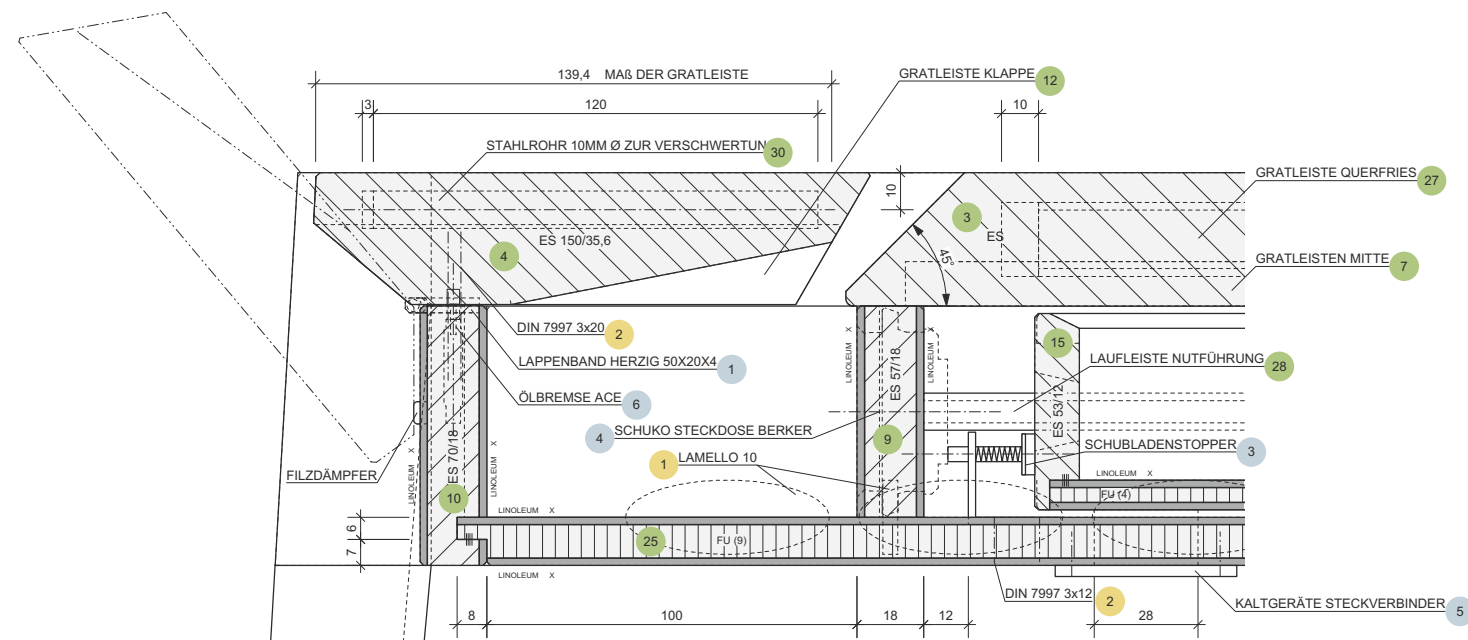 139,4 MAß DER GRATLEISTE
GRATLEISTE KLAPPE 12
3 120 10
STAHLROHR 10MM Ø ZUR VERSCHWERTUN 30
GRATLEISTE QUERFRIES 27
10
3
ES
ES 150/35,6
4
45°
GRATLEISTEN MITTE 7
DIN 7997 3x20 2
LAPPENBAND HERZIG 50X20X4 1
ÖLBREMSE ACE 6
4 SCHUKO STECKDOSE BERKER
1 LAMELLO 10
LINOLEUM X
ES 57/18
LINOLEUM X
9
15
ES 53/12
LAUFLEISTE NUTFÜHRUNG 28
SCHUBLADENSTOPPER 3
FILZDÄMPFER
LINOLEUM X
ES 70/18
LINOLEUM X
10
LINOLEUM X
LINOLEUM X
FU (4)
6
7
25
FU (9)
LINOLEUM X
LINOLEUM X
DIN 7997 3x12 2
KALTGERÄTE STECKVERBINDER 5
8 100 18 12 28